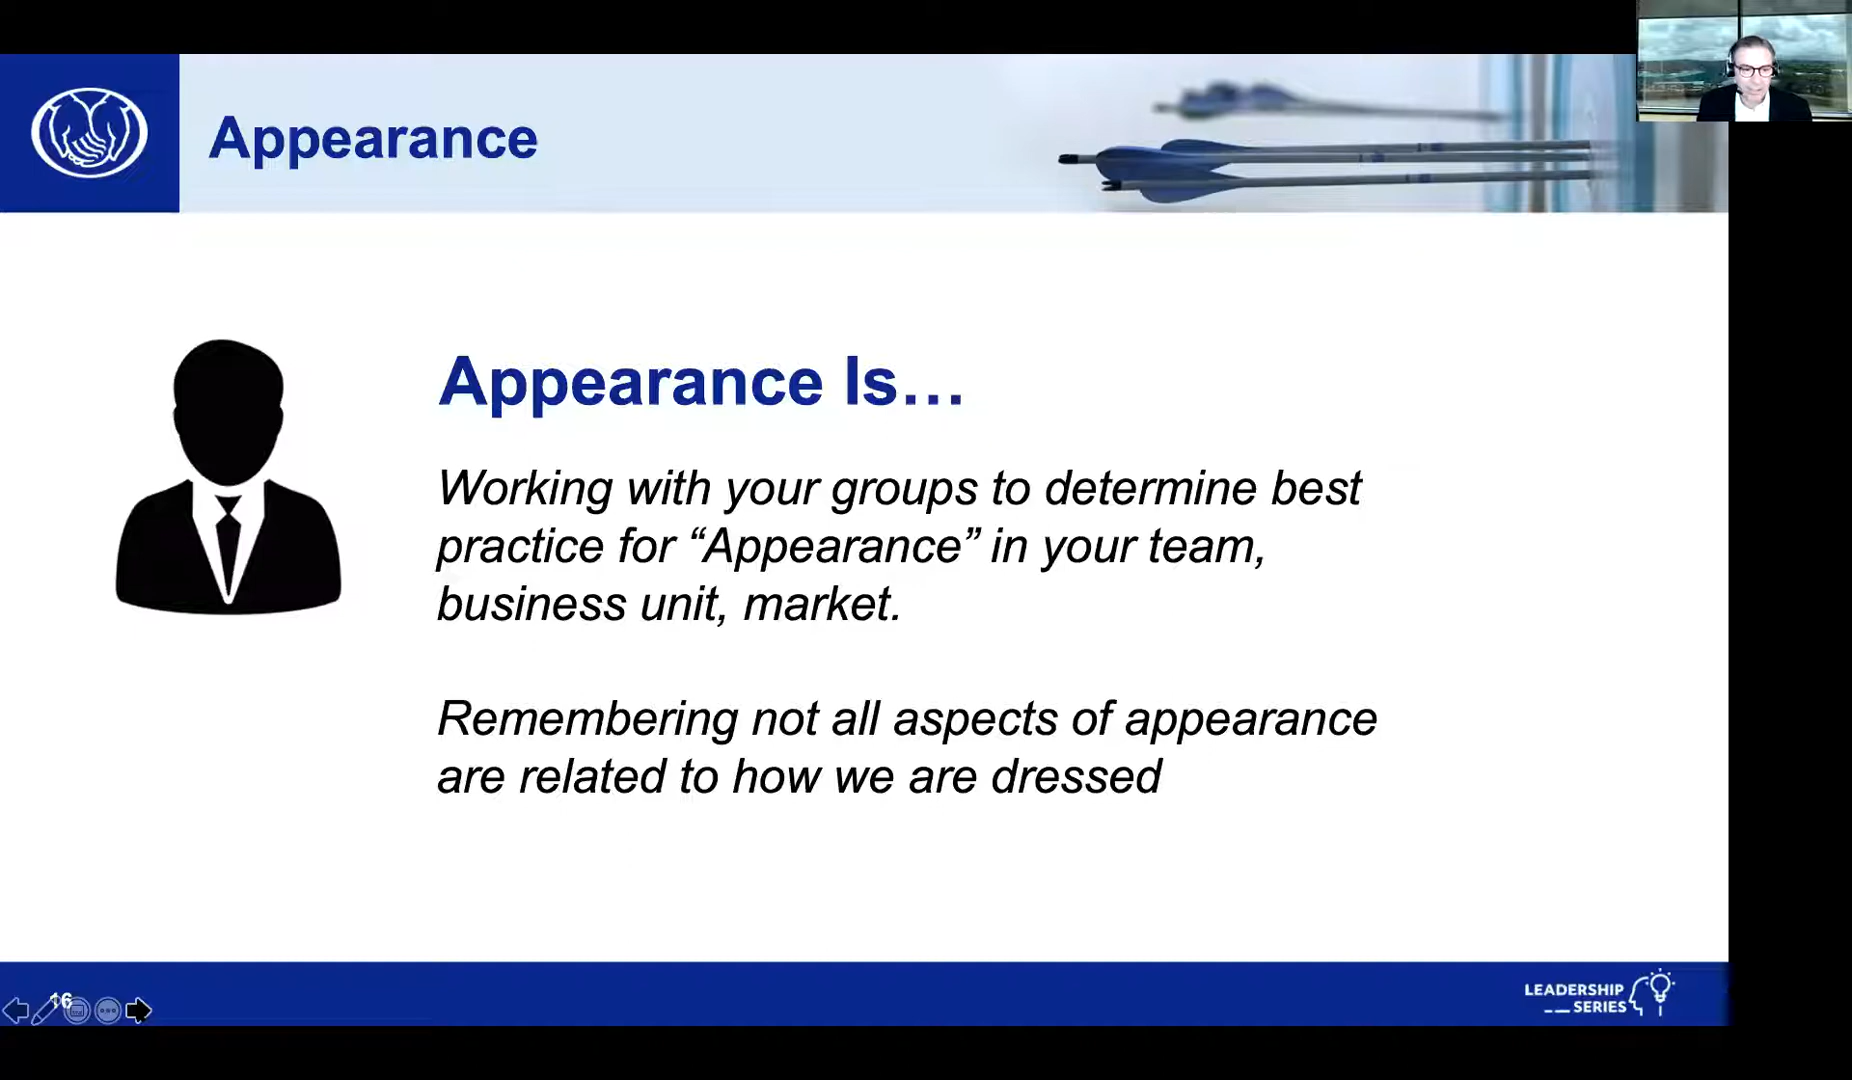 Appearance
Appearance Is…
Working with your groups to determine best
practice for “Appearance” in your team,
business unit, market.
Remembering not all aspects of appearance
are related to how we are dressed
16
LEADERSHIP
SERIES